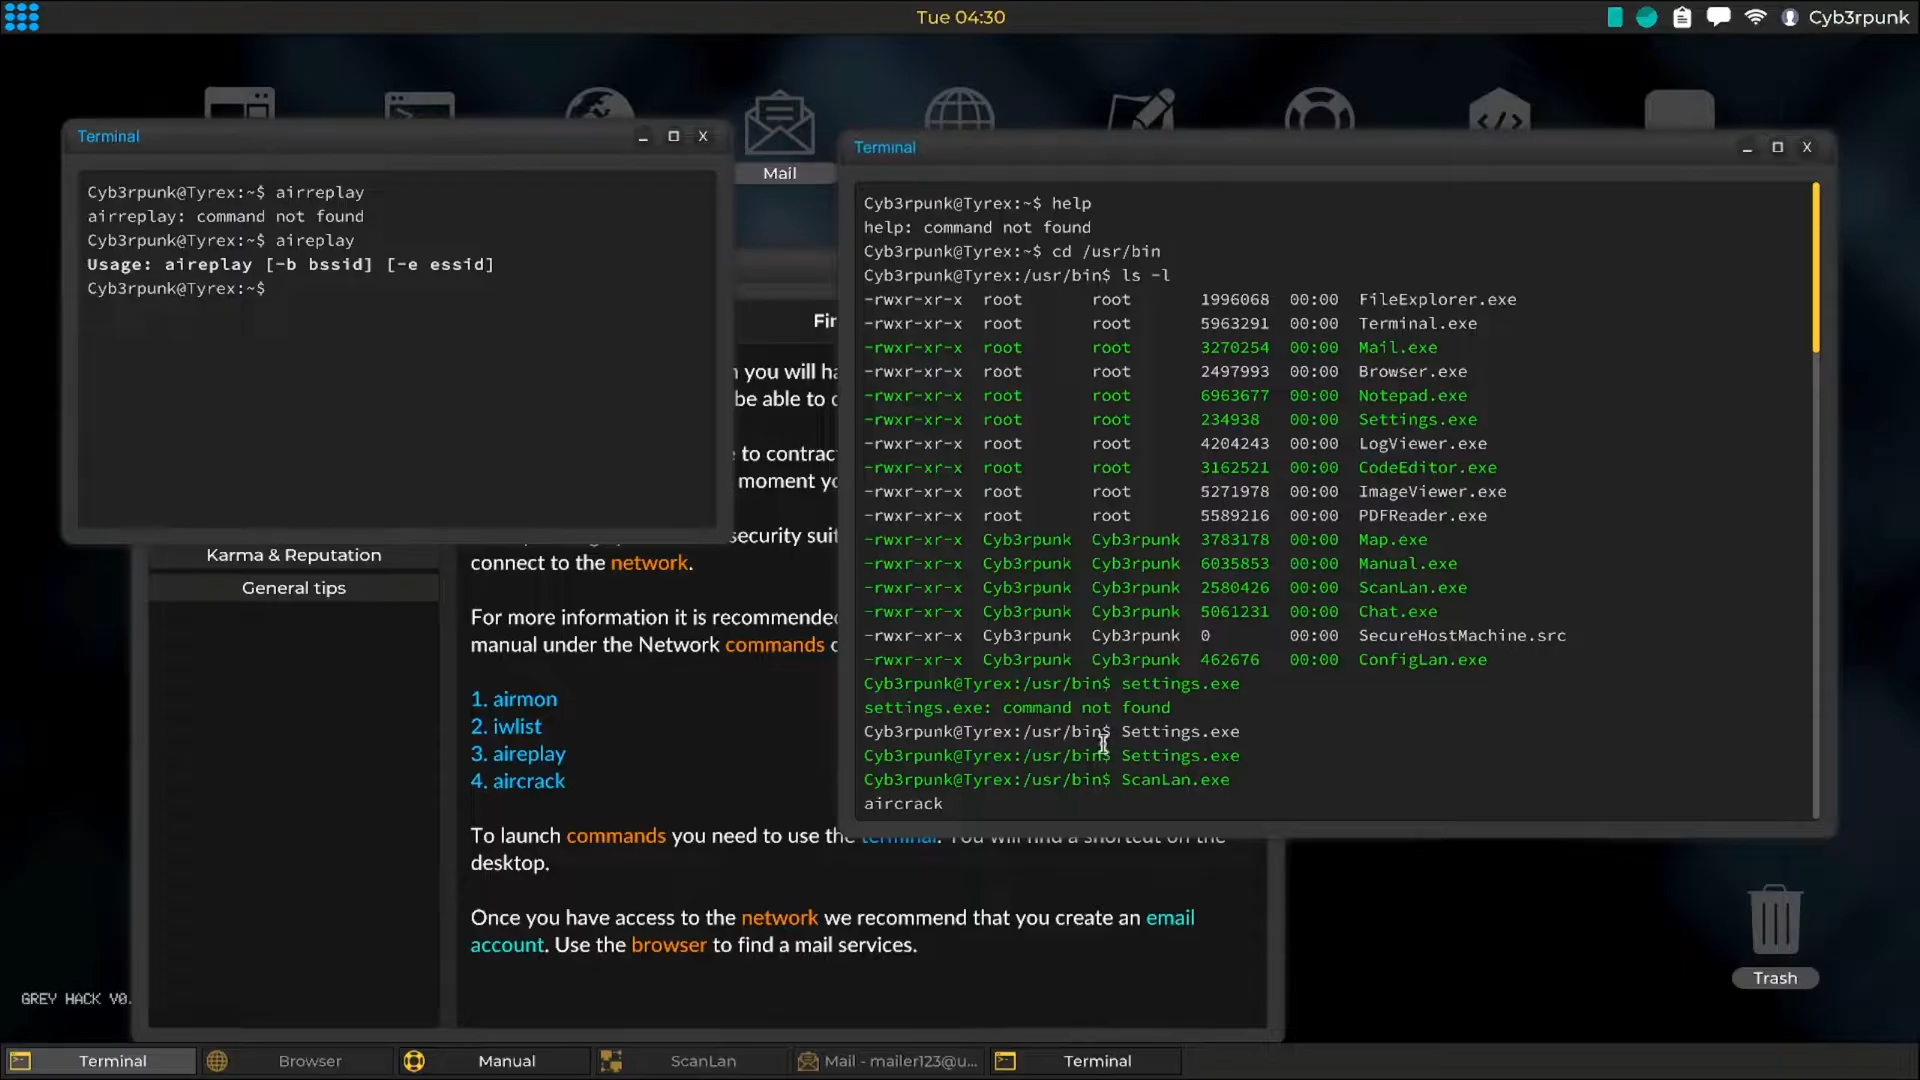 Tue 04:30
Cyb3rpunk
Mail
Terminal
Cyb3rpunk@Tyrex:~$ airreplay
airreplay: command not found
Cyb3rpunk@Tyrex:~$ aireplay
Usage: aireplay [-b bssid] [-e essid]
Cyb3rpunk@Tyrex:~$
Terminal
Cyb3rpunk@Tyrex:~$ help
help: command not found
Cyb3rpunk@Tyrex:~$ cd /usr/bin
Cyb3rpunk@Tyrex:/usr/bin$ ls -l
-rwxr-xr-x root root 1996068 00:00 FileExplorer.exe
-rwxr-xr-x root root 5963291 00:00 Terminal.exe
-rwxr-xr-x root root 3270254 00:00 Mail.exe
-rwxr-xr-x root root 2497993 00:00 Browser.exe
-rwxr-xr-x root root 6963677 00:00 Notepad.exe
-rwxr-xr-x root root 234938 00:00 Settings.exe
-rwxr-xr-x root root 4204243 00:00 LogViewer.exe
-rwxr-xr-x root root 3162521 00:00 CodeEditor.exe
-rwxr-xr-x root root 5271978 00:00 ImageViewer.exe
-rwxr-xr-x root root 5589216 00:00 PDFReader.exe
-rwxr-xr-x Cyb3rpunk Cyb3rpunk 3783178 00:00 Map.exe
-rwxr-xr-x Cyb3rpunk Cyb3rpunk 6035853 00:00 Manual.exe
-rwxr-xr-x Cyb3rpunk Cyb3rpunk 2580426 00:00 ScanLan.exe
-rwxr-xr-x Cyb3rpunk Cyb3rpunk 5061231 00:00 Chat.exe
-rwxr-xr-x Cyb3rpunk Cyb3rpunk 0 00:00 SecureHostMachine.src
-rwxr-xr-x Cyb3rpunk Cyb3rpunk 462676 00:00 ConfigLan.exe
Cyb3rpunk@Tyrex:/usr/bin$ settings.exe
settings.exe: command not found
Cyb3rpunk@Tyrex:/usr/bin$ Settings.exe
Cyb3rpunk@Tyrex:/usr/bin$ Settings.exe
Cyb3rpunk@Tyrex:/usr/bin$ ScanLan.exe
aircrack
Karma & Reputation
General tips
you will
be able to
to contrac
moment
security
connect to the network.
For more information it is recommended
manual under the Network commands
1. airmon
2. iwlist
3. aireplay
4. aircrack
To launch commands you need to use the terminal. You will find a shortcut on the
desktop.
Once you have access to the network we recommend that you create an email
account. Use the browser to find a mail services.
Trash
GREY HACK V0.
Terminal
Browser
Manual
ScanLan
Mail - mailer123@u...
Terminal